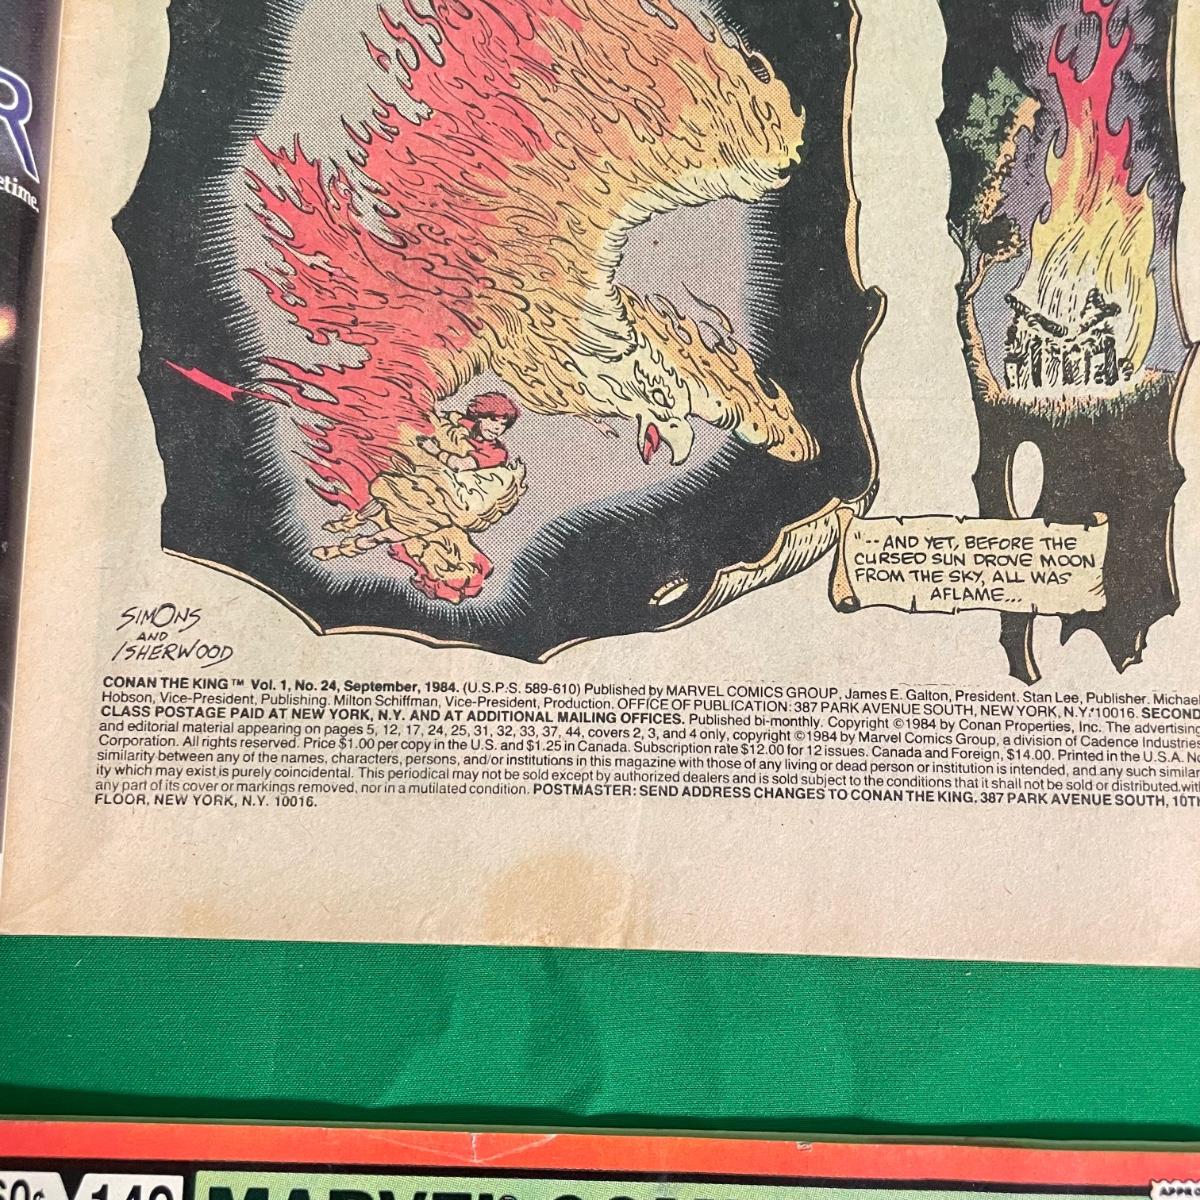 R
etime.
"--AND YET, BEFORE THE
CURSED SUN DROVE MOON
FROM THE SKY, ALL WAS
AFLAME...
SIMONS
AND
ISHERWOOD
CONAN THE KING™ Vol. 1, No. 24, September, 1984. (U.S.P.S. 589-610) Published by MARVEL COMICS GROUP, James E. Galton, President. Stan Lee, Publisher. Michael
Hobson, Vice-President, Publishing. Milton Schiffman, Vice-President, Production. OFFICE OF PUBLICATION: 387 PARK AVENUE SOUTH, NEW YORK, N.Y. 10016. SECOND
CLASS POSTAGE PAID AT NEW YORK, N.Y. AND AT ADDITIONAL MAILING OFFICES. Published bi-monthly. Copyright ©1984 by Conan Properties, Inc. The advertising
and editorial material appearing on pages 5, 12, 17, 24, 25, 31, 32, 33, 37, 44, covers 2, 3, and 4 only, copyright ©1984 by Marvel Comics Group, a division of Cadence Industries
Corporation. All rights reserved. Price $1.00 per copy in the U.S. and $1.25 in Canada. Subscription rate $12.00 for 12 issues. Canada and Foreign, $14.00. Printed in the U.S.A. No
similarity between any of the names, characters, persons, and/or institutions in this magazine with those of any living or dead person or institution is intended, and any such similar-
ity which may exist is purely coincidental. This periodical may not be sold except by authorized dealers and is sold subject to the conditions that it shall not be sold or distributed with
any part of its cover or markings removed, nor in a mutilated condition. POSTMASTER: SEND ADDRESS CHANGES TO CONAN THE KING. 387 PARK AVENUE SOUTH, 10TH
FLOOR, NEW YORK, N.Y. 10016.
60¢ 149